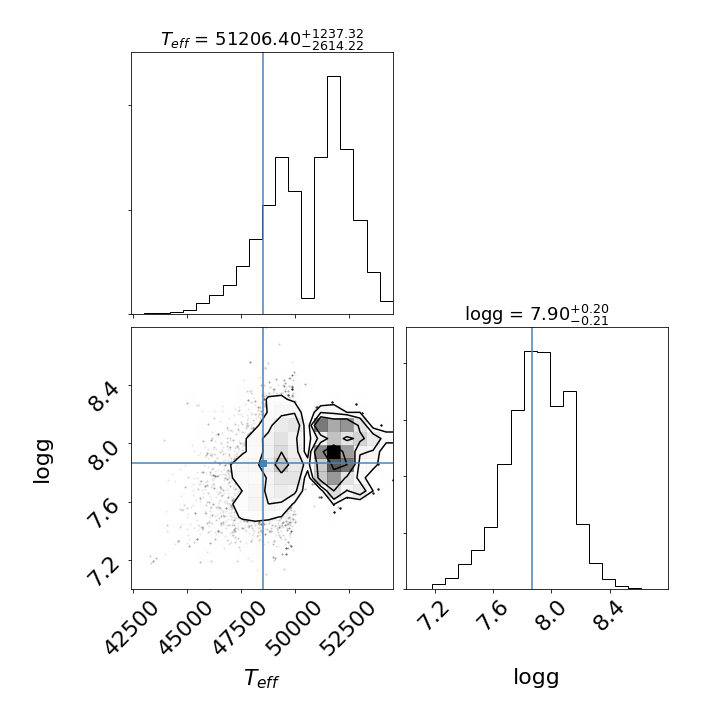 T_eff = 51206.40+1237.32−2614.22
logg = 7.90+0.20−0.21
8.4
8.0
7.6
7.2
logg
42500 45000 47500 50000 52500
7.2 7.6 8.0 8.4
T_eff
logg